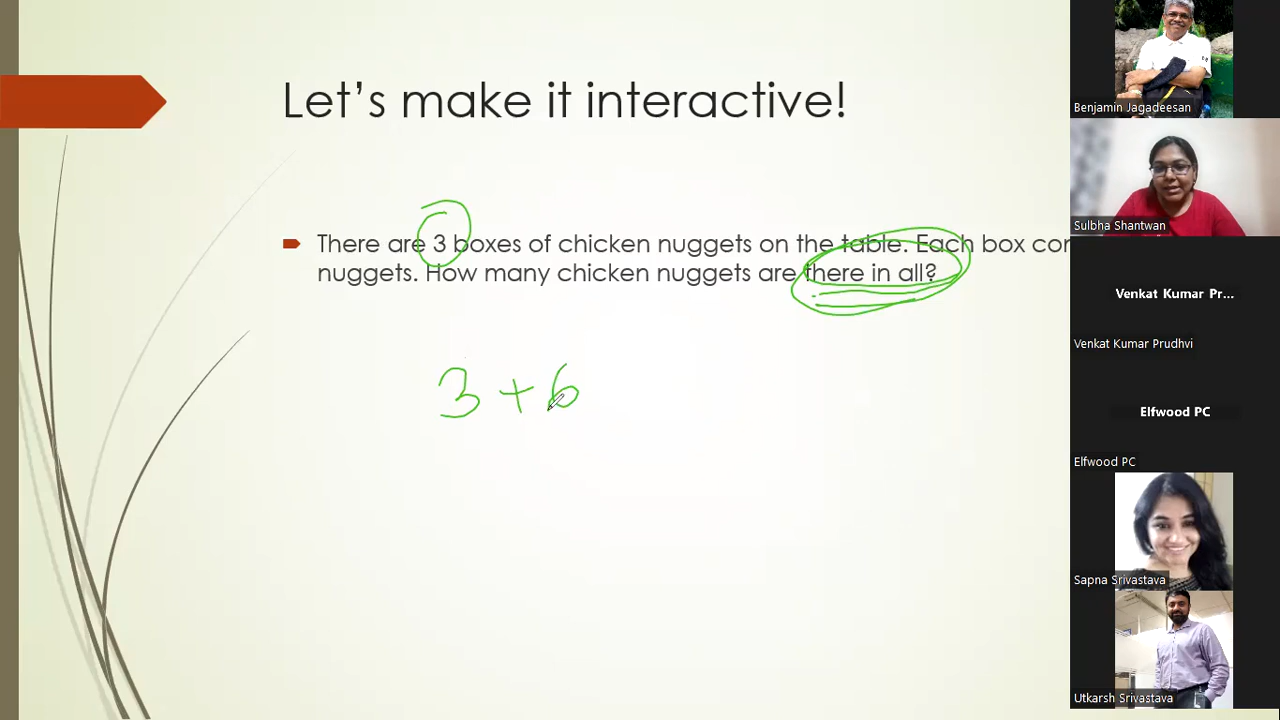 Let's make it interactive!
There are 3 boxes of chicken nuggets on the table. Each box
nuggets. How many chicken nuggets are there in all?
3 + 6
Benjamin Jagadeesan
Sulbha Shantwan
Venkat Kumar Pr...
Venkat Kumar Prudhvi
Elfwood PC
Elfwood PC
Sapna Srivastava
Utkarsh Srivastava